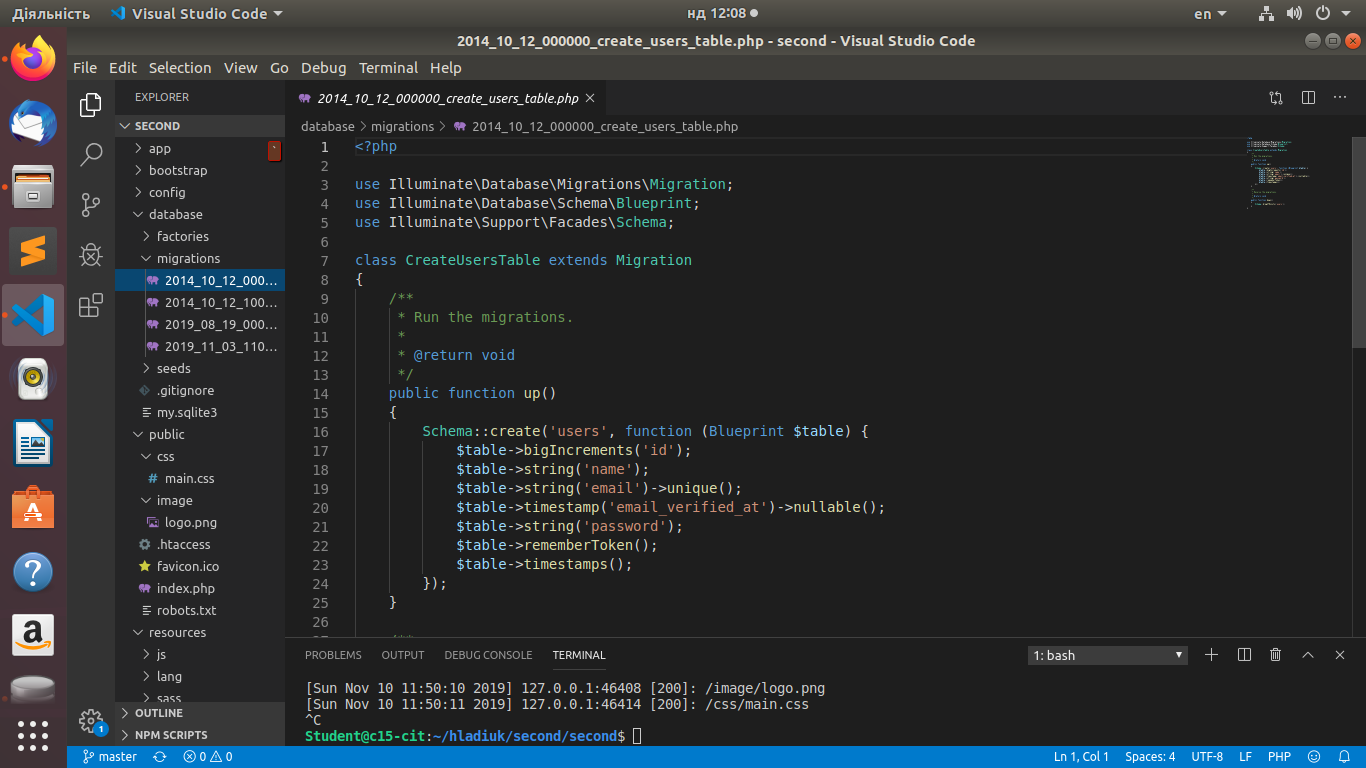 Діяльність Visual Studio Code нд 12:08 en
2014_10_12_000000_create_users_table.php - second - Visual Studio Code
File Edit Selection View Go Debug Terminal Help
EXPLORER
SECOND
app
bootstrap
config
database
factories
migrations
2014_10_12_000...
2014_10_12_100...
2019_08_19_000...
2019_11_03_110...
seeds
.gitignore
my.sqlite3
public
css
main.css
image
logo.png
.htaccess
favicon.ico
index.php
robots.txt
resources
js
lang
sass
OUTLINE
NPM SCRIPTS
2014_10_12_000000_create_users_table.php
database > migrations > 2014_10_12_000000_create_users_table.php
1 <?php
2
3 use Illuminate\Database\Migrations\Migration;
4 use Illuminate\Database\Schema\Blueprint;
5 use Illuminate\Support\Facades\Schema;
6
7 class CreateUsersTable extends Migration
8 {
9 /**
10 * Run the migrations.
11 *
12 * @return void
13 */
14 public function up()
15 {
16 Schema::create('users', function (Blueprint $table) {
17 $table->bigIncrements('id');
18 $table->string('name');
19 $table->string('email')->unique();
20 $table->timestamp('email_verified_at')->nullable();
21 $table->string('password');
22 $table->rememberToken();
23 $table->timestamps();
24 });
25 }
26
27 /**
PROBLEMS OUTPUT DEBUG CONSOLE TERMINAL 1: bash
[Sun Nov 10 11:50:10 2019] 127.0.0.1:46408 [200]: /image/logo.png
[Sun Nov 10 11:50:11 2019] 127.0.0.1:46414 [200]: /css/main.css
^C
Student@c15-cit:~/hladiuk/second/second$
1
master 0 0 Ln 1, Col 1 Spaces: 4 UTF-8 LF PHP